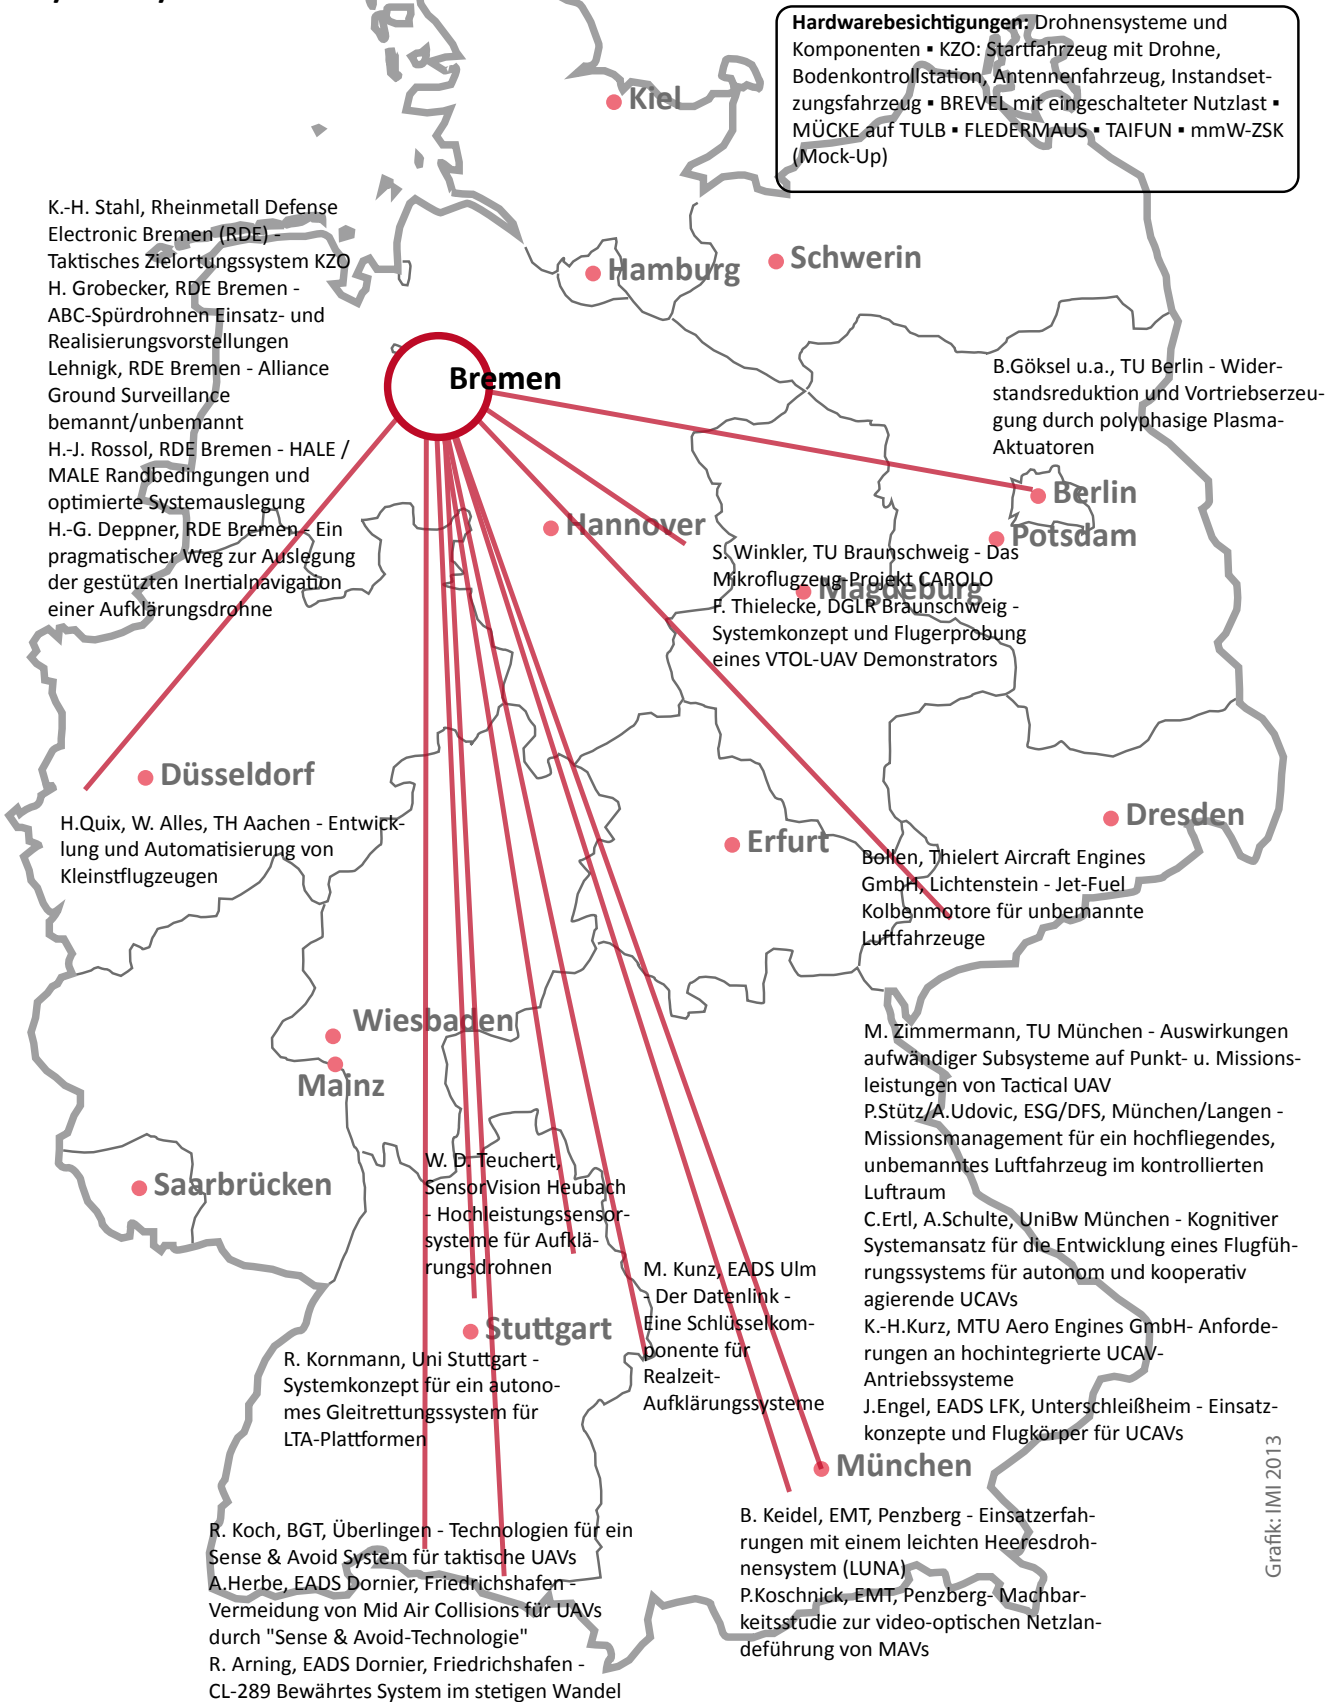 Hardwarebesichtigungen: Drohnensysteme und
Komponenten ▪ KZO: Startfahrzeug mit Drohne,
Bodenkontrollstation, Antennenfahrzeug, Instandset-
zungsfahrzeug ▪ BREVEL mit eingeschalteter Nutzlast ▪
MÜCKE auf TULB ▪ FLEDERMAUS ▪ TAIFUN ▪ mmW-ZSK
(Mock-Up)
Kiel
K.-H. Stahl, Rheinmetall Defense
Electronic Bremen (RDE) -
Taktisches Zielortungssystem KZO
H. Grobecker, RDE Bremen -
ABC-Spürdrohnen Einsatz- und
Realisierungsvorstellungen
Lehnigk, RDE Bremen - Alliance
Ground Surveillance
bemannt/unbemannt
H.-J. Rossol, RDE Bremen - HALE /
MALE Randbedingungen und
optimierte Systemauslegung
H.-G. Deppner, RDE Bremen - Ein
pragmatischer Weg zur Auslegung
der gestützten Inertialnavigation
einer Aufklärungsdrohne
Hamburg
Schwerin
Bremen
B.Göksel u.a., TU Berlin - Wider-
standsreduktion und Vortriebserzeu-
gung durch polyphasige Plasma-
Aktuatoren
Berlin
Potsdam
Hannover
Magdeburg
S. Winkler, TU Braunschweig - Das
Mikroflugzeug-Projekt CAROLO
F. Thielecke, DGLR Braunschweig -
Systemkonzept und Flugerprobung
eines VTOL-UAV Demonstrators
Düsseldorf
H.Quix, W. Alles, TH Aachen - Entwick-
lung und Automatisierung von
Kleinstflugzeugen
Erfurt
Dresden
Bollen, Thielert Aircraft Engines
GmbH, Lichtenstein - Jet-Fuel
Kolbenmotore für unbemannte
Luftfahrzeuge
Wiesbaden
Mainz
M. Zimmermann, TU München - Auswirkungen
aufwändiger Subsysteme auf Punkt- u. Missions-
leistungen von Tactical UAV
P.Stütz/A.Udovic, ESG/DFS, München/Langen -
Missionsmanagement für ein hochfliegendes,
unbemanntes Luftfahrzeug im kontrollierten
Luftraum
C.Ertl, A.Schulte, UniBw München - Kognitiver
Systemansatz für die Entwicklung eines Flugfüh-
rungssystems für autonom und kooperativ
agierende UCAVs
K.-H.Kurz, MTU Aero Engines GmbH- Anforde-
rungen an hochintegrierte UCAV-
Antriebssysteme
J.Engel, EADS LFK, Unterschleißheim - Einsatz-
konzepte und Flugkörper für UCAVs
Saarbrücken
W. D. Teuchert,
SensorVision Heubach
- Hochleistungssensor-
systeme für Aufklä-
rungsdrohnen
M. Kunz, EADS Ulm
- Der Datenlink -
Eine Schlüsselkom-
ponente für
Realzeit-
Aufklärungssysteme
Stuttgart
R. Kornmann, Uni Stuttgart -
Systemkonzept für ein autono-
mes Gleitrettungssystem für
LTA-Plattformen
München
B. Keidel, EMT, Penzberg - Einsatzerfah-
rungen mit einem leichten Heeresdroh-
nensystem (LUNA)
P.Koschnick, EMT, Penzberg- Machbar-
keitsstudie zur video-optischen Netzlan-
deführung von MAVs
R. Koch, BGT, Überlingen - Technologien für ein
Sense & Avoid System für taktische UAVs
A.Herbe, EADS Dornier, Friedrichshafen -
Vermeidung von Mid Air Collisions für UAVs
durch "Sense & Avoid-Technologie"
R. Arning, EADS Dornier, Friedrichshafen -
CL-289 Bewährtes System im stetigen Wandel
Grafik: IMI 2013